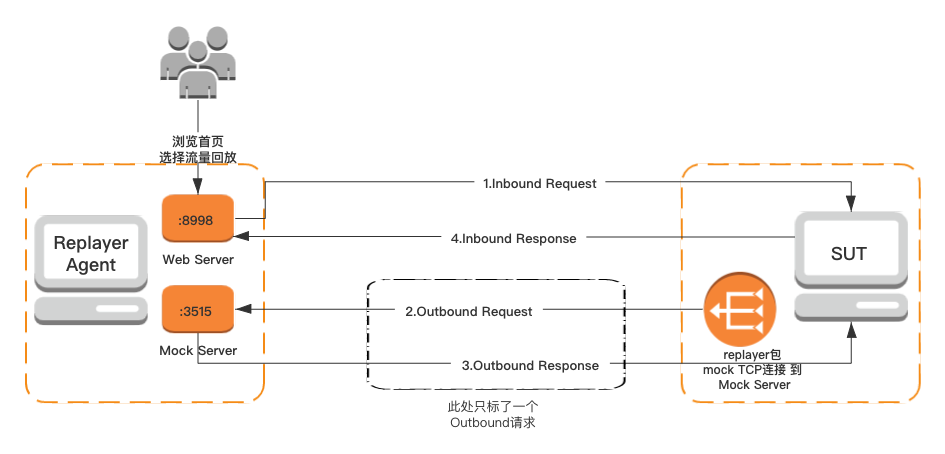 浏览首页
选择流量回放
1.Inbound Request
:8998
4.Inbound Response
Replayer
Agent
Web Server
SUT
:3515
2.Outbound Request
Mock Server
3.Outbound Response
replayer包
mock TCP连接 到
Mock Server
此处只标了一个
Outbound请求